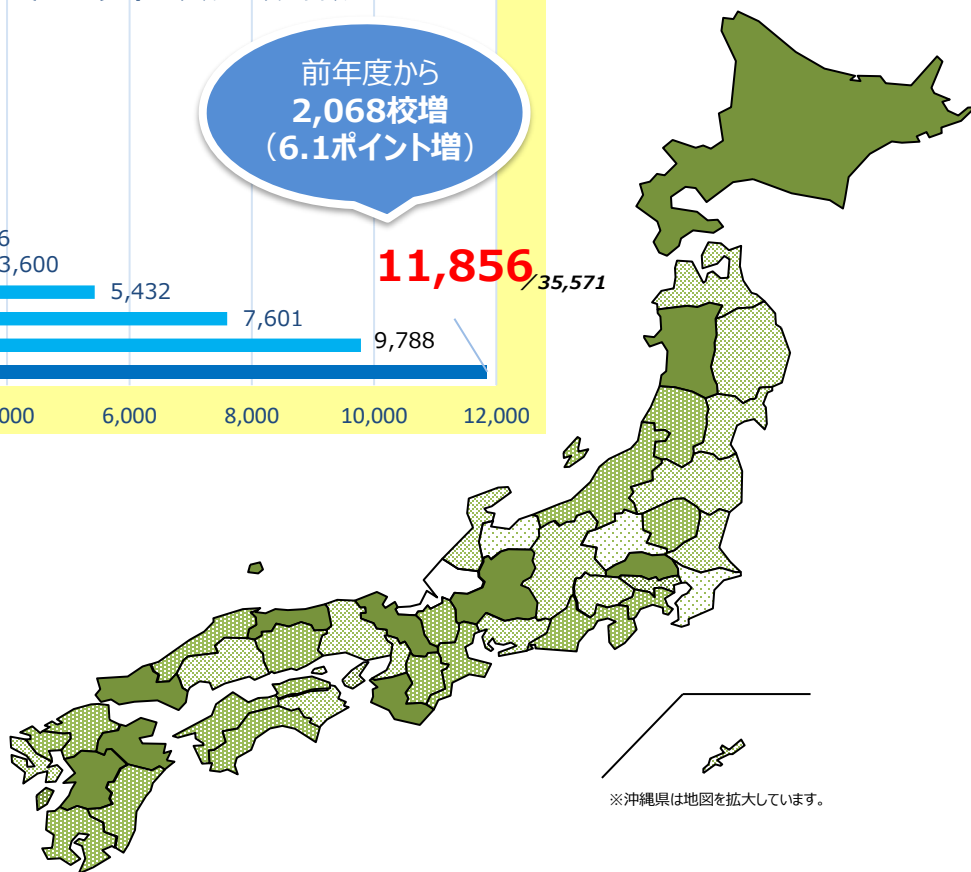 前年度から
2,068校増
（6.1ポイント増）
6
3,600
11,856/35,571
5,432
7,601
9,788
000 6,000 8,000 10,000 12,000
※沖縄県は地図を拡大しています。